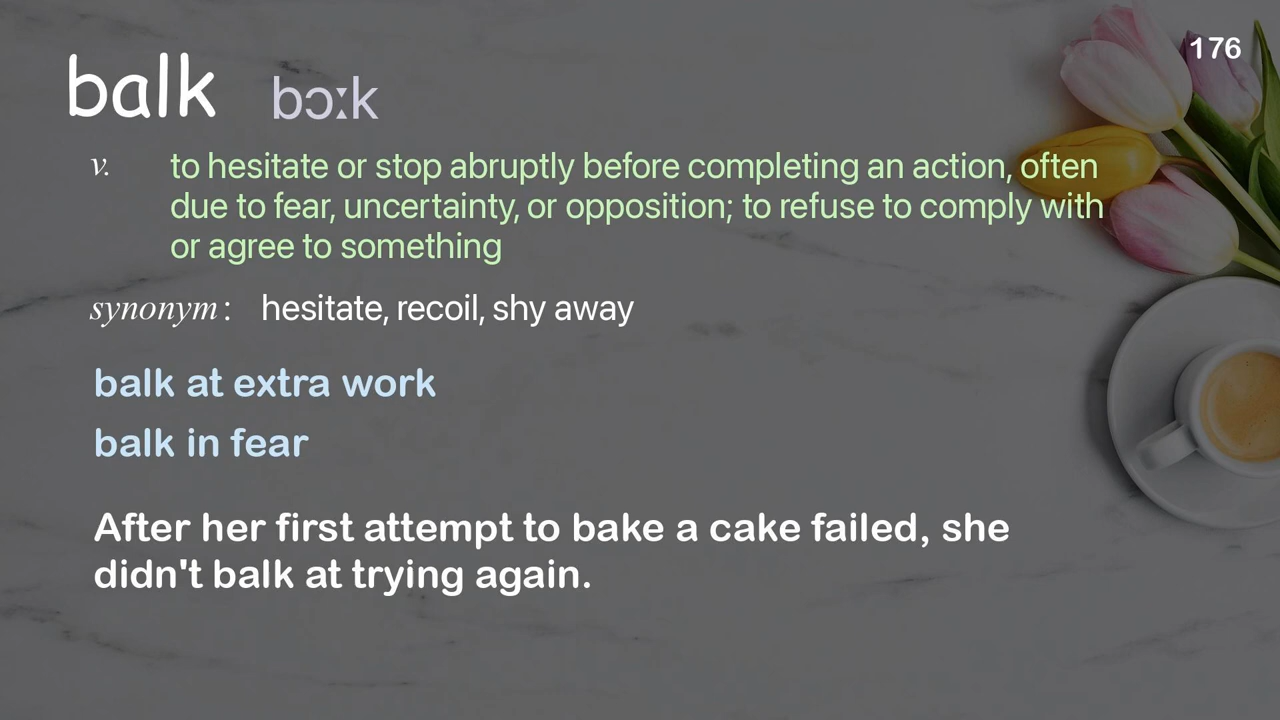 176
balk bɔːk
v. to hesitate or stop abruptly before completing an action, often
due to fear, uncertainty, or opposition; to refuse to comply with
or agree to something
synonym: hesitate, recoil, shy away
balk at extra work
balk in fear
After her first attempt to bake a cake failed, she
didn't balk at trying again.